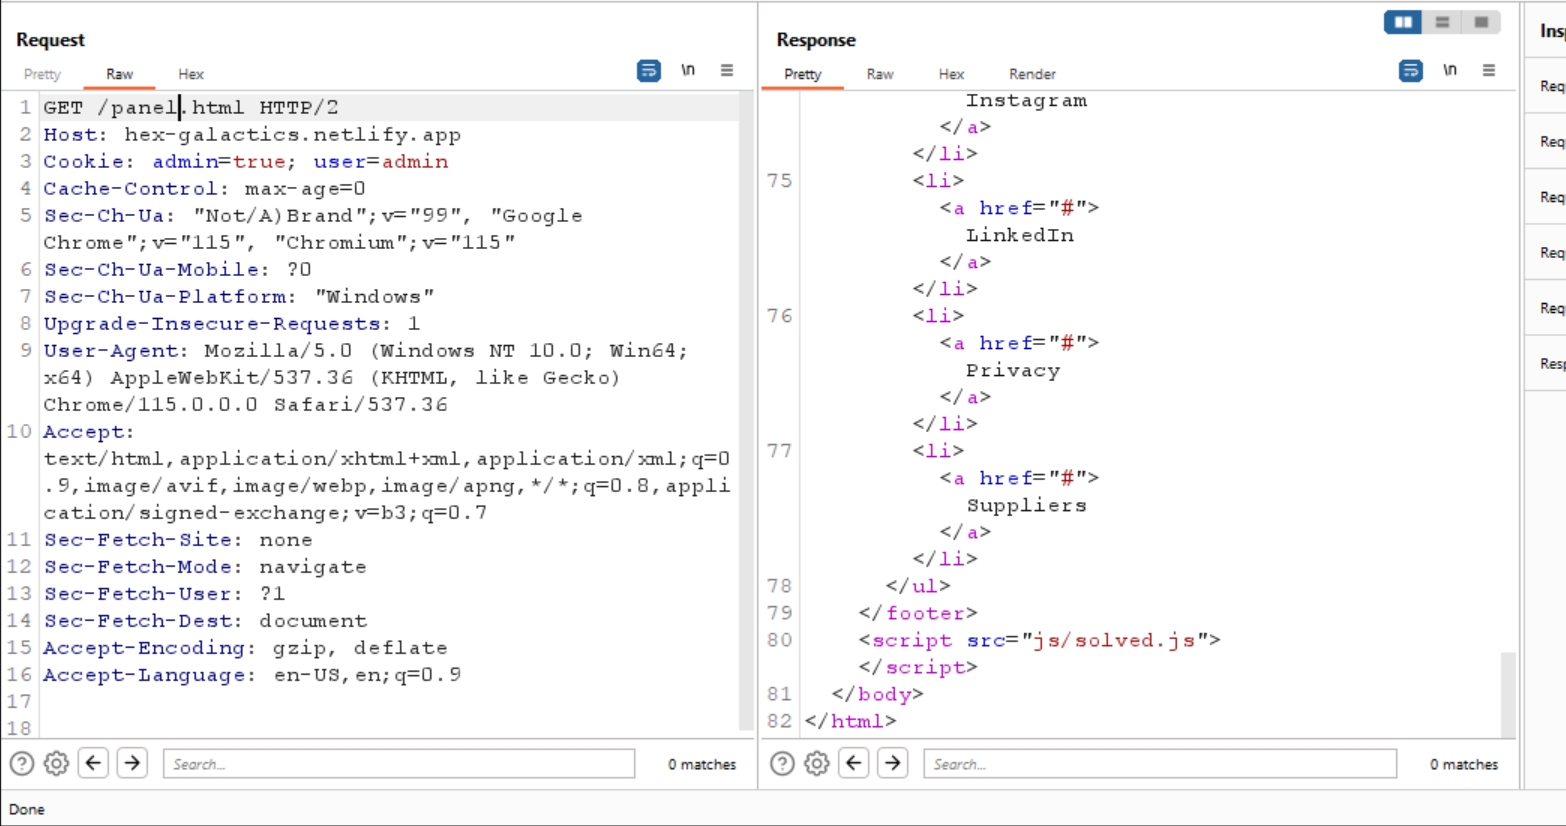 Request
Pretty Raw Hex \n
1 GET /panel.html HTTP/2
2 Host: hex-galactics.netlify.app
3 Cookie: admin=true; user=admin
4 Cache-Control: max-age=0
5 Sec-Ch-Ua: "Not/A)Brand";v="99", "Google
Chrome";v="115", "Chromium";v="115"
6 Sec-Ch-Ua-Mobile: ?0
7 Sec-Ch-Ua-Platform: "Windows"
8 Upgrade-Insecure-Requests: 1
9 User-Agent: Mozilla/5.0 (Windows NT 10.0; Win64;
x64) AppleWebKit/537.36 (KHTML, like Gecko)
Chrome/115.0.0.0 Safari/537.36
10 Accept:
text/html,application/xhtml+xml,application/xml;q=0
.9,image/avif,image/webp,image/apng,*/*;q=0.8,appli
cation/signed-exchange;v=b3;q=0.7
11 Sec-Fetch-Site: none
12 Sec-Fetch-Mode: navigate
13 Sec-Fetch-User: ?1
14 Sec-Fetch-Dest: document
15 Accept-Encoding: gzip, deflate
16 Accept-Language: en-US,en;q=0.9
17
18
Search... 0 matches
Response
Pretty Raw Hex Render \n
Instagram
</a>
</li>
75 <li>
<a href="#">
LinkedIn
</a>
</li>
76 <li>
<a href="#">
Privacy
</a>
</li>
77 <li>
<a href="#">
Suppliers
</a>
</li>
78 </ul>
79 </footer>
80 <script src="js/solved.js">
</script>
81 </body>
82 </html>
Search... 0 matches
Insp
Req
Req
Req
Req
Req
Resp
Done